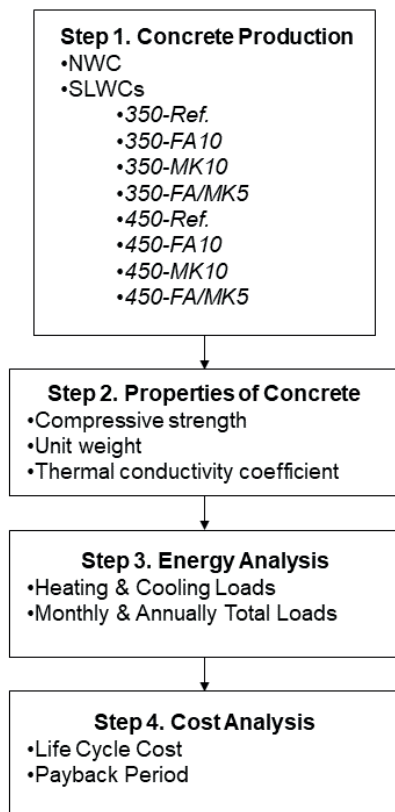 Step 1. Concrete Production
•NWC
•SLWCs
•350-Ref.
•350-FA10
•350-MK10
•350-FA/MK5
•450-Ref.
•450-FA10
•450-MK10
•450-FA/MK5
Step 2. Properties of Concrete
•Compressive strength
•Unit weight
•Thermal conductivity coefficient
Step 3. Energy Analysis
•Heating & Cooling Loads
•Monthly & Annually Total Loads
Step 4. Cost Analysis
•Life Cycle Cost
•Payback Period